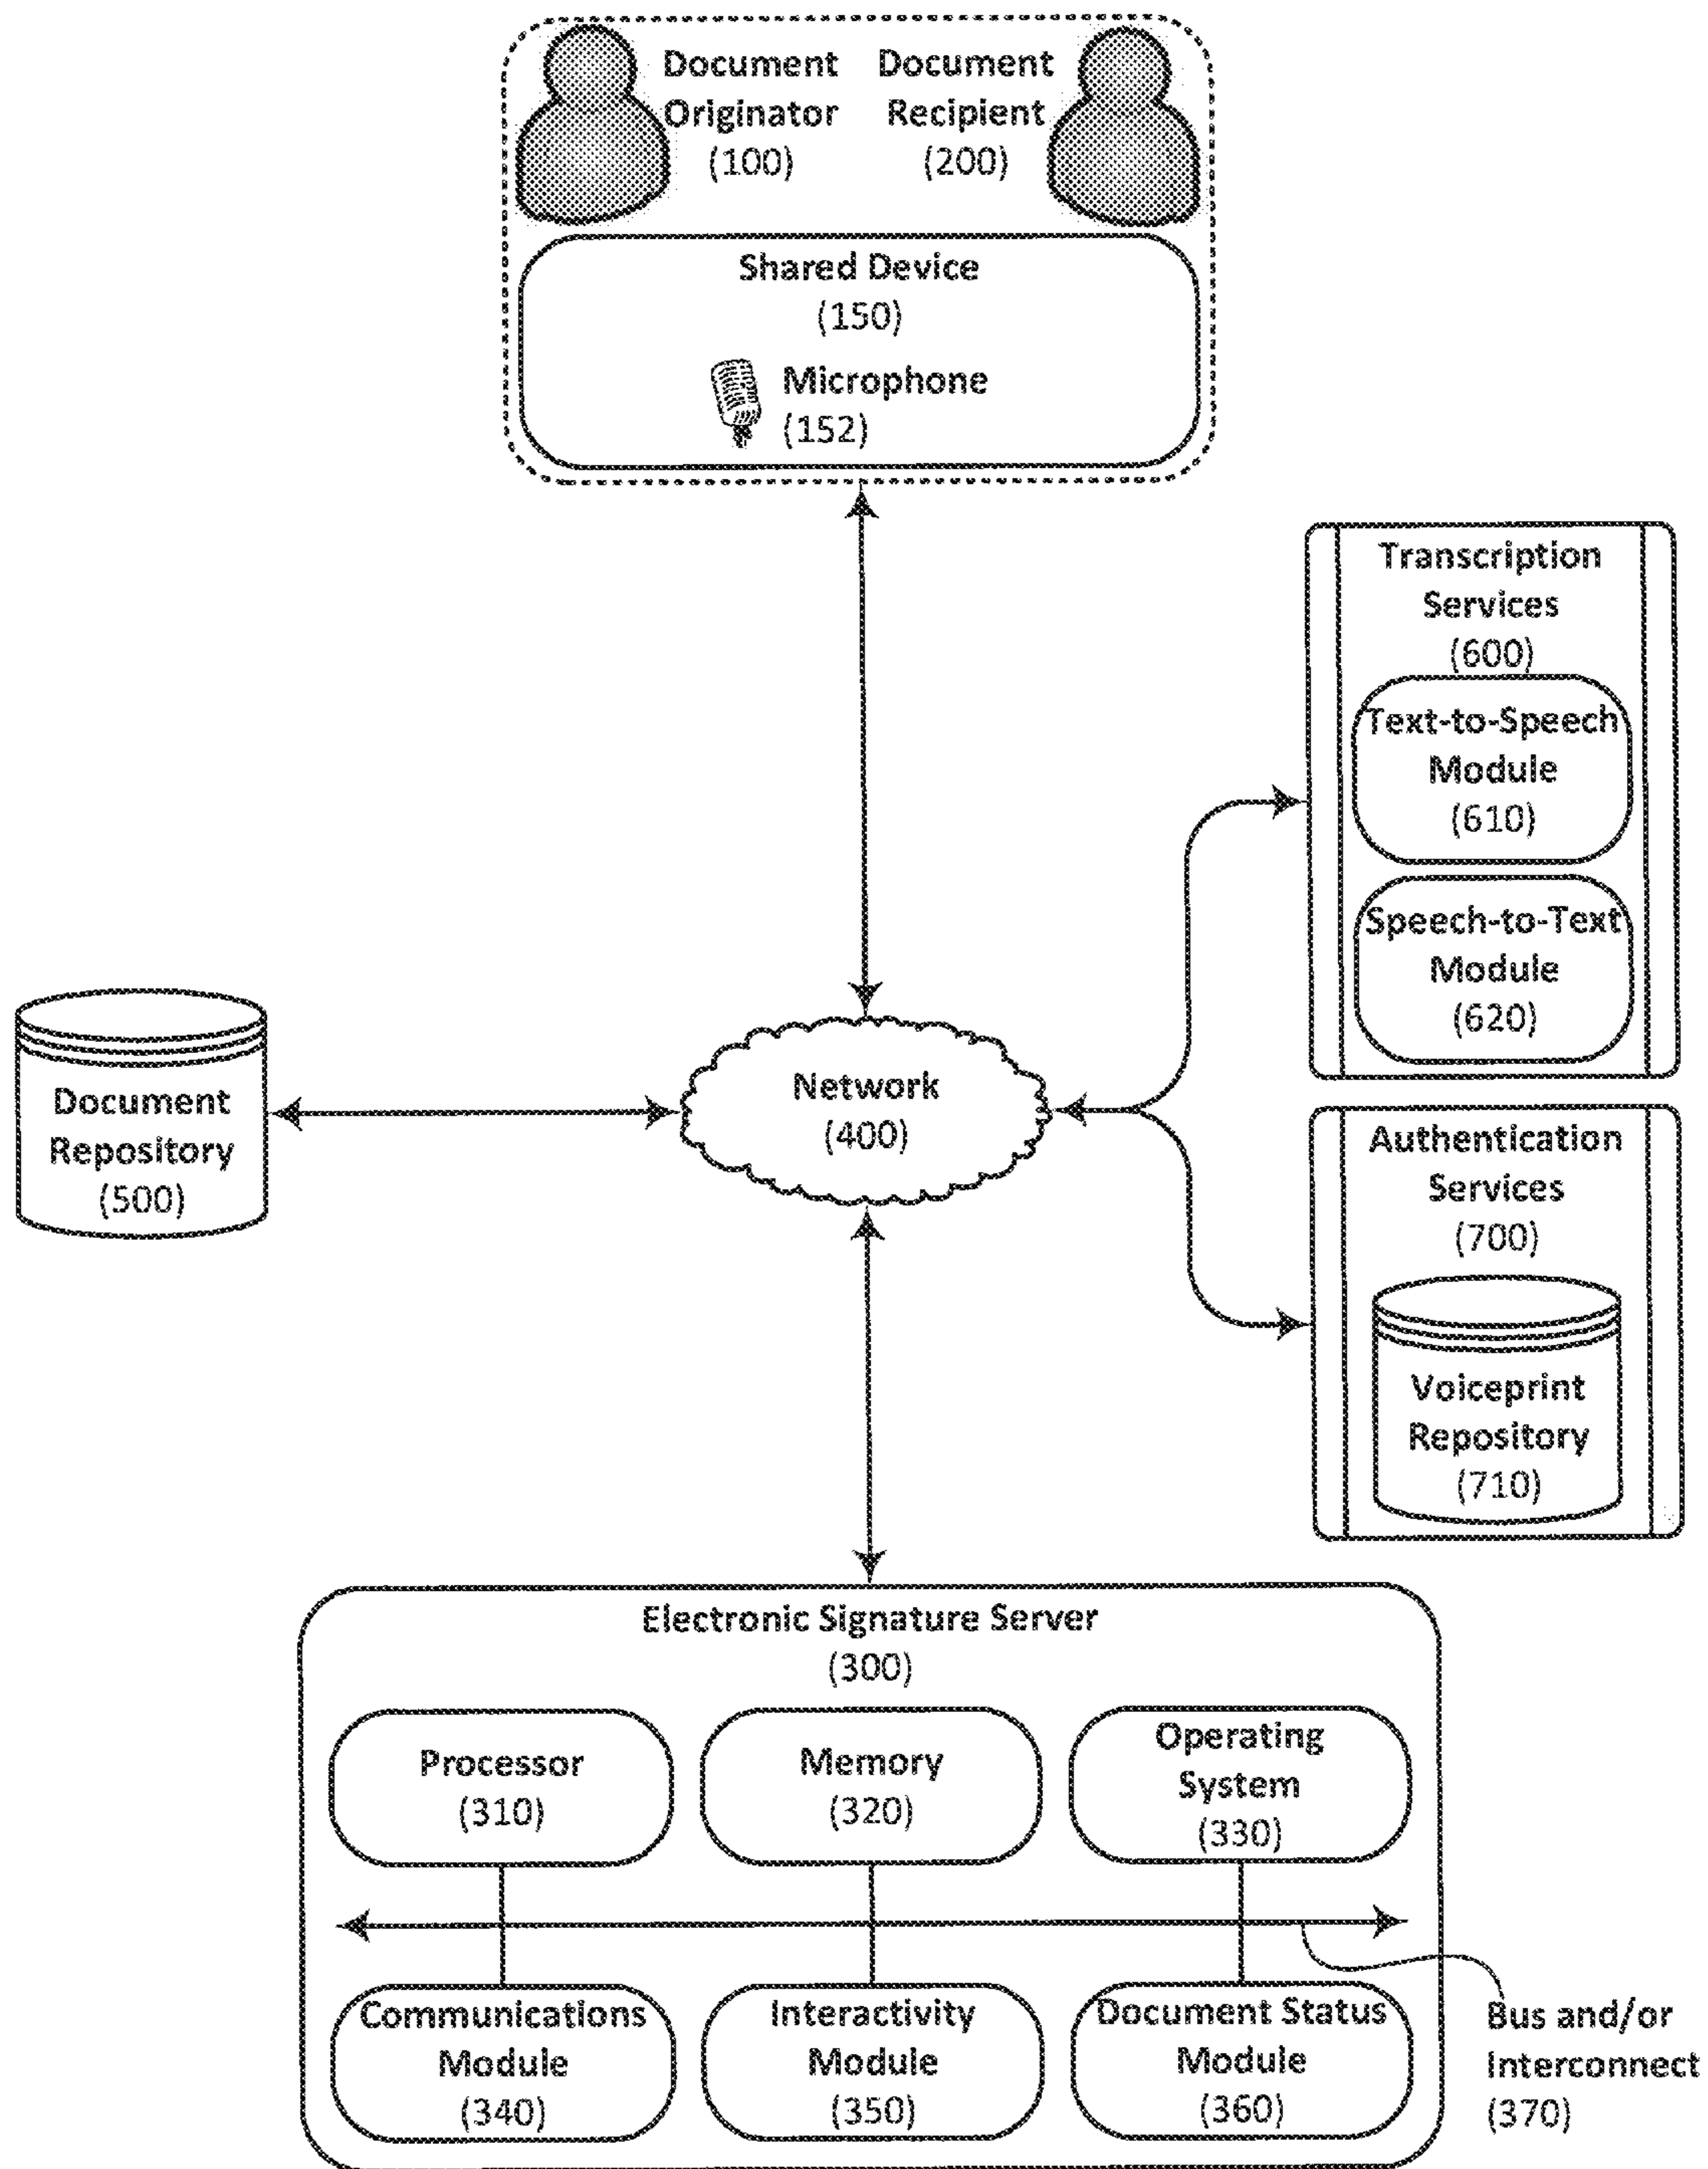 Document
Originator
(100)
Document
Recipient
(200)
Shared Device
(150)
Microphone
(152)
Transcription
Services
(600)
Text-to-Speech
Module
(610)
Speech-to-Text
Module
(620)
Document
Repository
(500)
Network
(400)
Authentication
Services
(700)
Voiceprint
Repository
(710)
Electronic Signature Server
(300)
Processor
(310)
Memory
(320)
Operating
System
(330)
Communications
Module
(340)
Interactivity
Module
(350)
Document Status
Module
(360)
Bus and/or
Interconnect
(370)